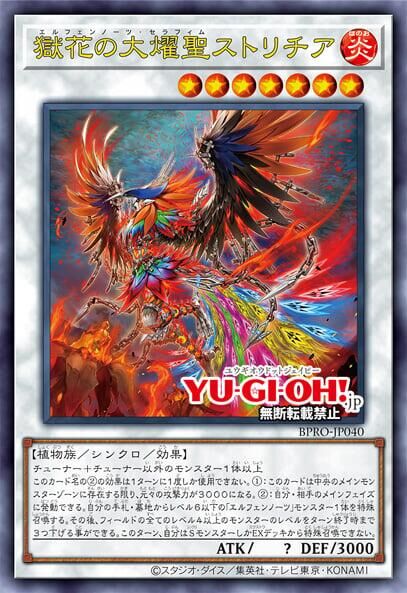 エルフェンノーツ・セラフィム
獄花の大燿聖ストリチア
ほのお
炎
ユウギオウドットジェイピー
YU-GI-OH!.jp
無断転載禁止
BPRO-JP040
【植物族／シンクロ／効果】
チューナー＋チューナー以外のモンスター1体以上
このカード名の②の効果は1ターンに1度しか使用できない。①：このカードは中央のメインモン
スターゾーンに存在する限り、元々の攻撃力が3000になる。②：自分・相手のメインフェイズ
に発動できる。自分の手札・墓地からレベル6以下の「エルフェンノーツ」モンスター1体を特殊
召喚する。その後、フィールドの全てのレベル4以上のモンスターのレベルをターン終了時まで
3つ下げる事ができる。このターン、自分はSモンスターしかEXデッキから特殊召喚できない。
ATK/ ? DEF/3000
©スタジオ・ダイス／集英社・テレビ東京・KONAMI